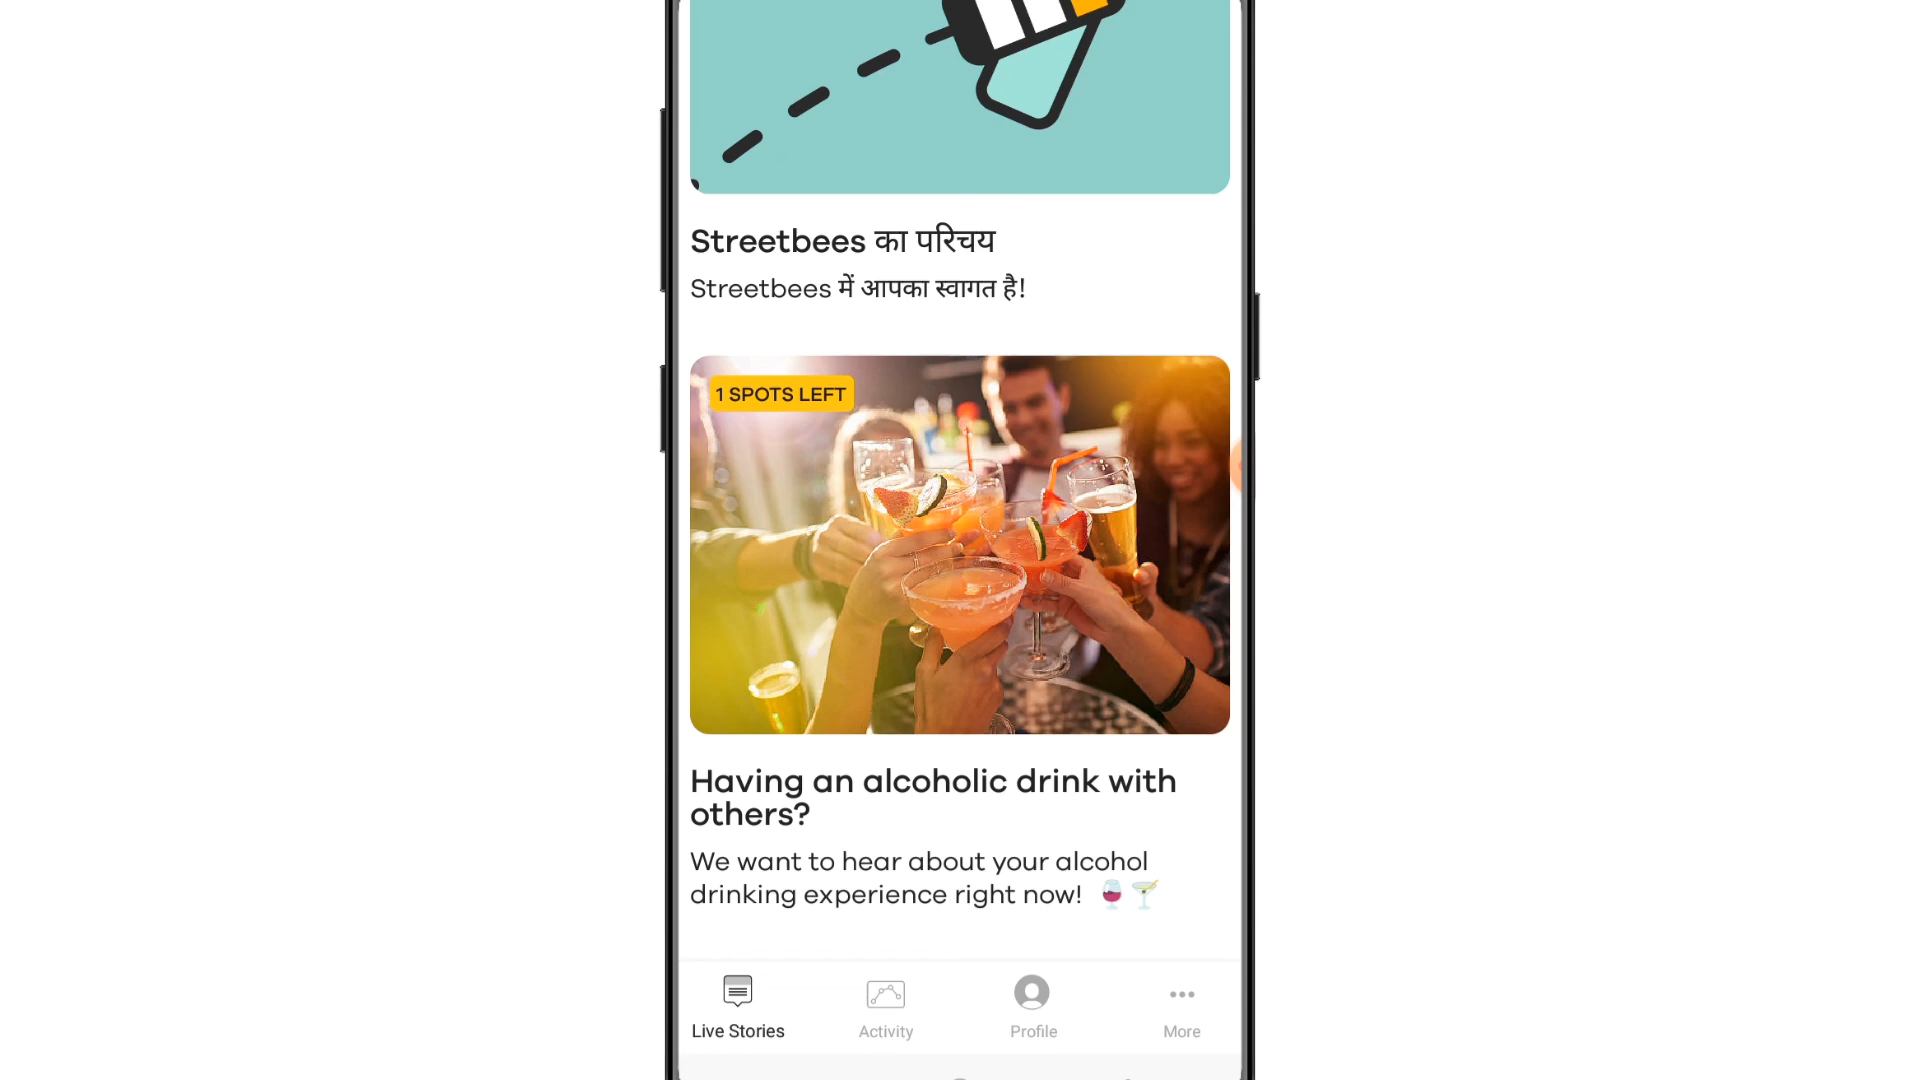 Streetbees का परिचय
Streetbees में आपका स्वागत है!
1 SPOTS LEFT
Having an alcoholic drink with
others?
We want to hear about your alcohol
drinking experience right now! 🍷🍸
Live Stories
Activity
Profile
More